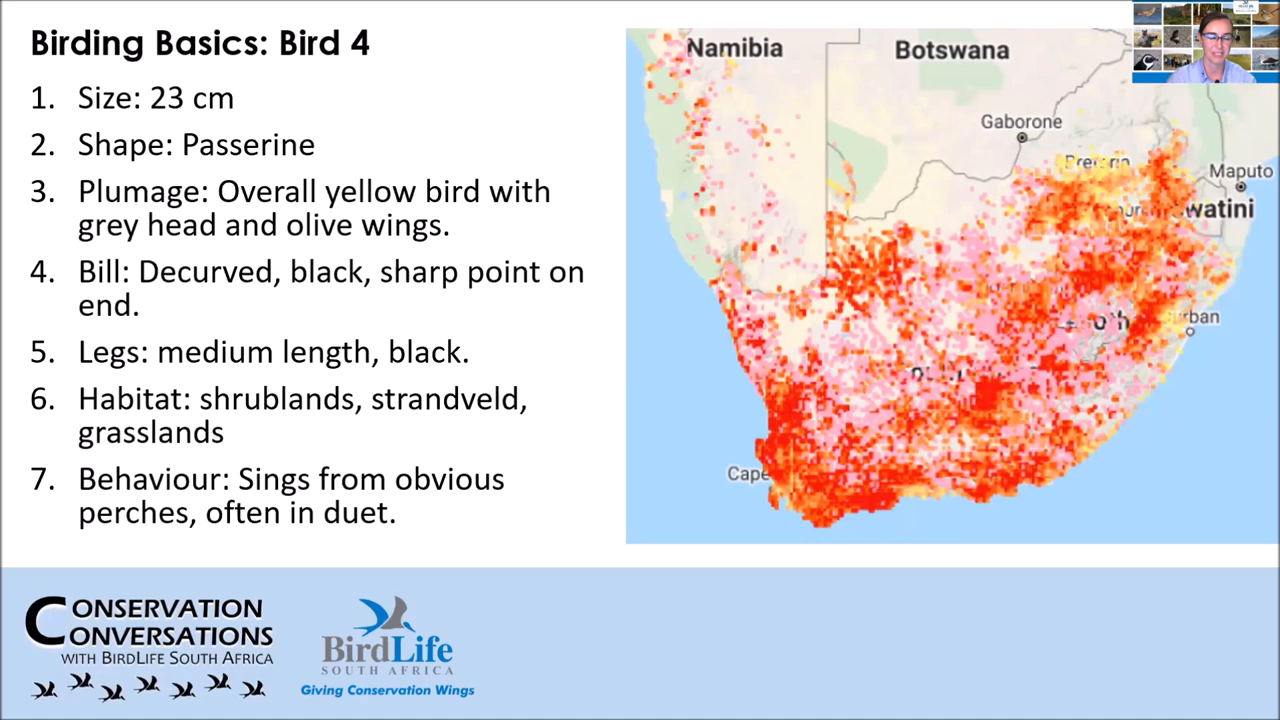 Birding Basics: Bird 4
1. Size: 23 cm
2. Shape: Passerine
3. Plumage: Overall yellow bird with
grey head and olive wings.
4. Bill: Decurved, black, sharp point on
end.
5. Legs: medium length, black.
6. Habitat: shrublands, strandveld,
grasslands
7. Behaviour: Sings from obvious
perches, often in duet.
Namibia
Botswana
Gaborone
Pretoria
Maputo
watini
urban
Cape
CONSERVATION
CONVERSATIONS
WITH BIRDLIFE SOUTH AFRICA
BirdLife
SOUTH AFRICA
Giving Conservation Wings